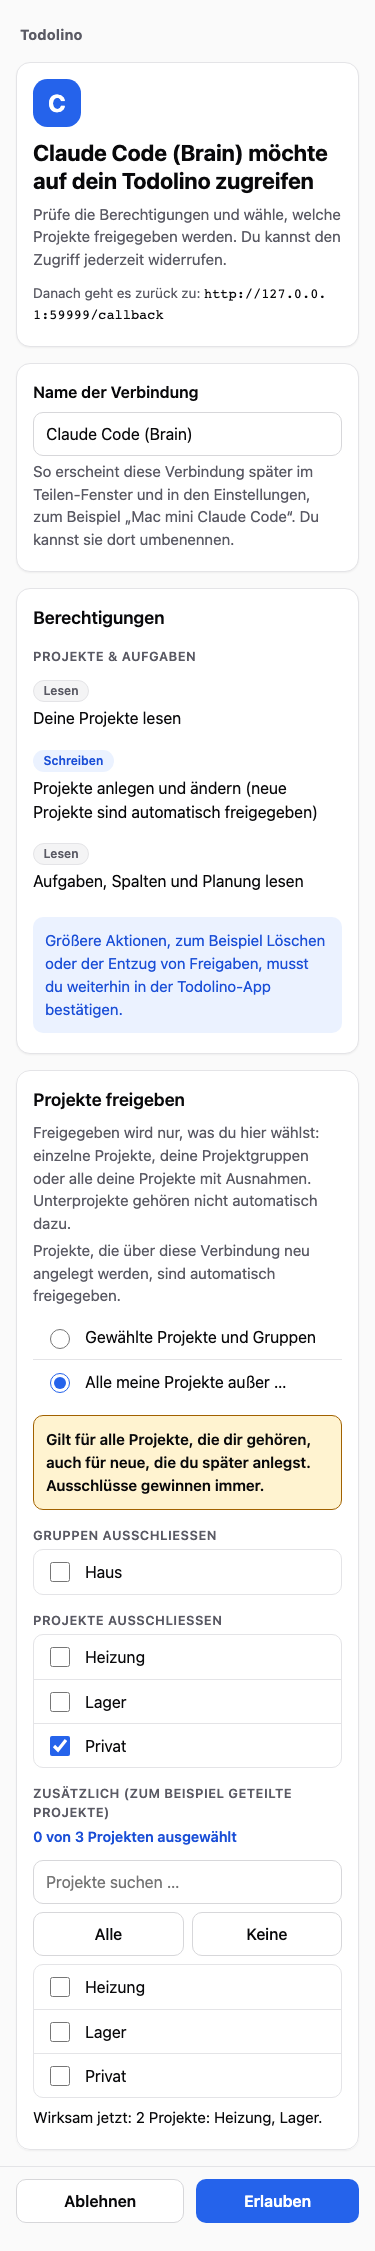 Todolino
C
Claude Code (Brain) möchte
auf dein Todolino zugreifen
Prüfe die Berechtigungen und wähle, welche
Projekte freigegeben werden. Du kannst den
Zugriff jederzeit widerrufen.
Danach geht es zurück zu: http://127.0.0.
1:59999/callback
Name der Verbindung
Claude Code (Brain)
So erscheint diese Verbindung später im
Teilen-Fenster und in den Einstellungen,
zum Beispiel „Mac mini Claude Code“. Du
kannst sie dort umbenennen.
Berechtigungen
PROJEKTE & AUFGABEN
Lesen
Deine Projekte lesen
Schreiben
Projekte anlegen und ändern (neue
Projekte sind automatisch freigegeben)
Lesen
Aufgaben, Spalten und Planung lesen
Größere Aktionen, zum Beispiel Löschen
oder der Entzug von Freigaben, musst
du weiterhin in der Todolino-App
bestätigen.
Projekte freigeben
Freigegeben wird nur, was du hier wählst:
einzelne Projekte, deine Projektgruppen
oder alle deine Projekte mit Ausnahmen.
Unterprojekte gehören nicht automatisch
dazu.
Projekte, die über diese Verbindung neu
angelegt werden, sind automatisch
freigegeben.
Gewählte Projekte und Gruppen
Alle meine Projekte außer ...
Gilt für alle Projekte, die dir gehören,
auch für neue, die du später anlegst.
Ausschlüsse gewinnen immer.
GRUPPEN AUSSCHLIESSEN
Haus
PROJEKTE AUSSCHLIESSEN
Heizung
Lager
Privat
ZUSÄTZLICH (ZUM BEISPIEL GETEILTE
PROJEKTE)
0 von 3 Projekten ausgewählt
Projekte suchen ...
Alle
Keine
Heizung
Lager
Privat
Wirksam jetzt: 2 Projekte: Heizung, Lager.
Ablehnen
Erlauben